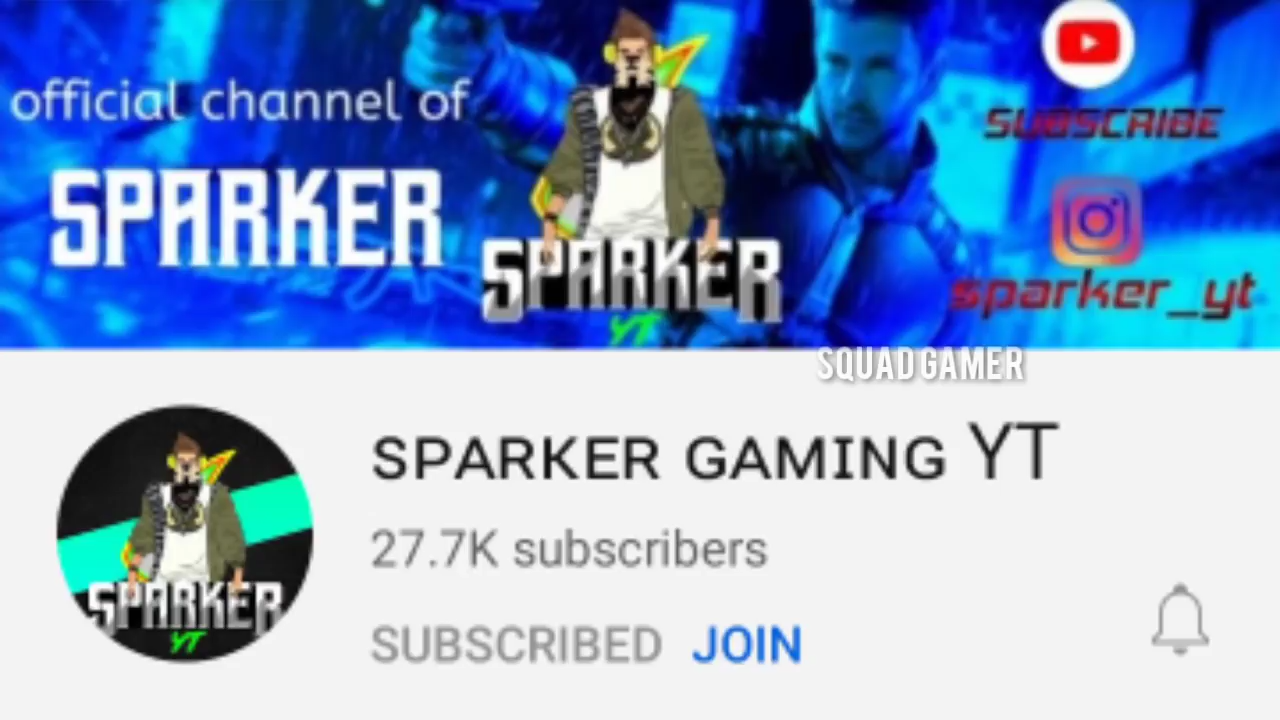 official channel of
SPARKER
SPARKER
YT
SUBSCRIBE
sparker_yt
SQUAD GAMER
SPARKER GAMING YT
27.7K subscribers
SUBSCRIBED JOIN
SPARKER
YT